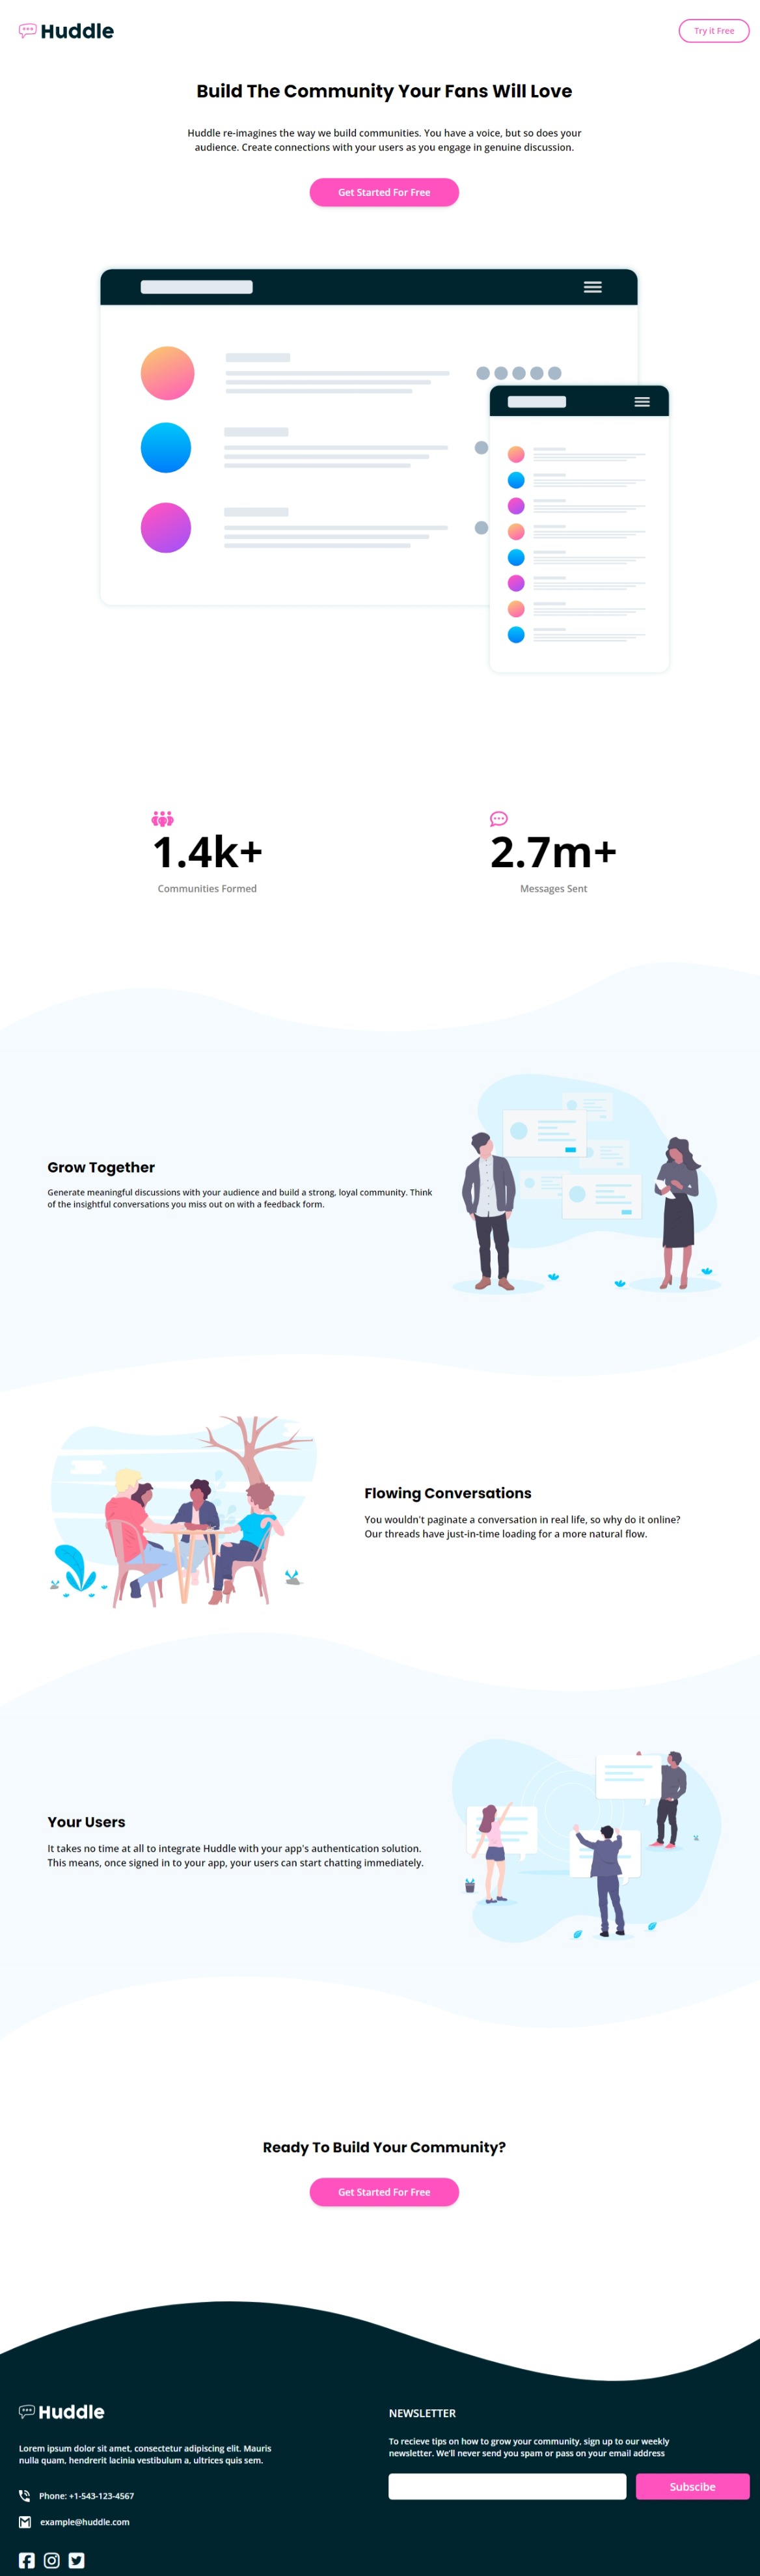 Huddle
Try it Free
Build The Community Your Fans Will Love
Huddle re-imagines the way we build communities. You have a voice, but so does your
audience. Create connections with your users as you engage in genuine discussion.
Get Started For Free
1.4k+
Communities Formed
2.7m+
Messages Sent
Grow Together
Generate meaningful discussions with your audience and build a strong, loyal community. Think
of the insightful conversations you miss out on with a feedback form.
Flowing Conversations
You wouldn't paginate a conversation in real life, so why do it online?
Our threads have just-in-time loading for a more natural flow.
Your Users
It takes no time at all to integrate Huddle with your app's authentication solution.
This means, once signed in to your app, your users can start chatting immediately.
Ready To Build Your Community?
Get Started For Free
Huddle
Lorem ipsum dolor sit amet, consectetur adipiscing elit. Mauris
nulla quam, hendrerit lacinia vestibulum a, ultrices quis sem.
Phone: +1-543-123-4567
example@huddle.com
NEWSLETTER
To recieve tips on how to grow your community, sign up to our weekly
newsletter. We'll never send you spam or pass on your email address
Subscibe